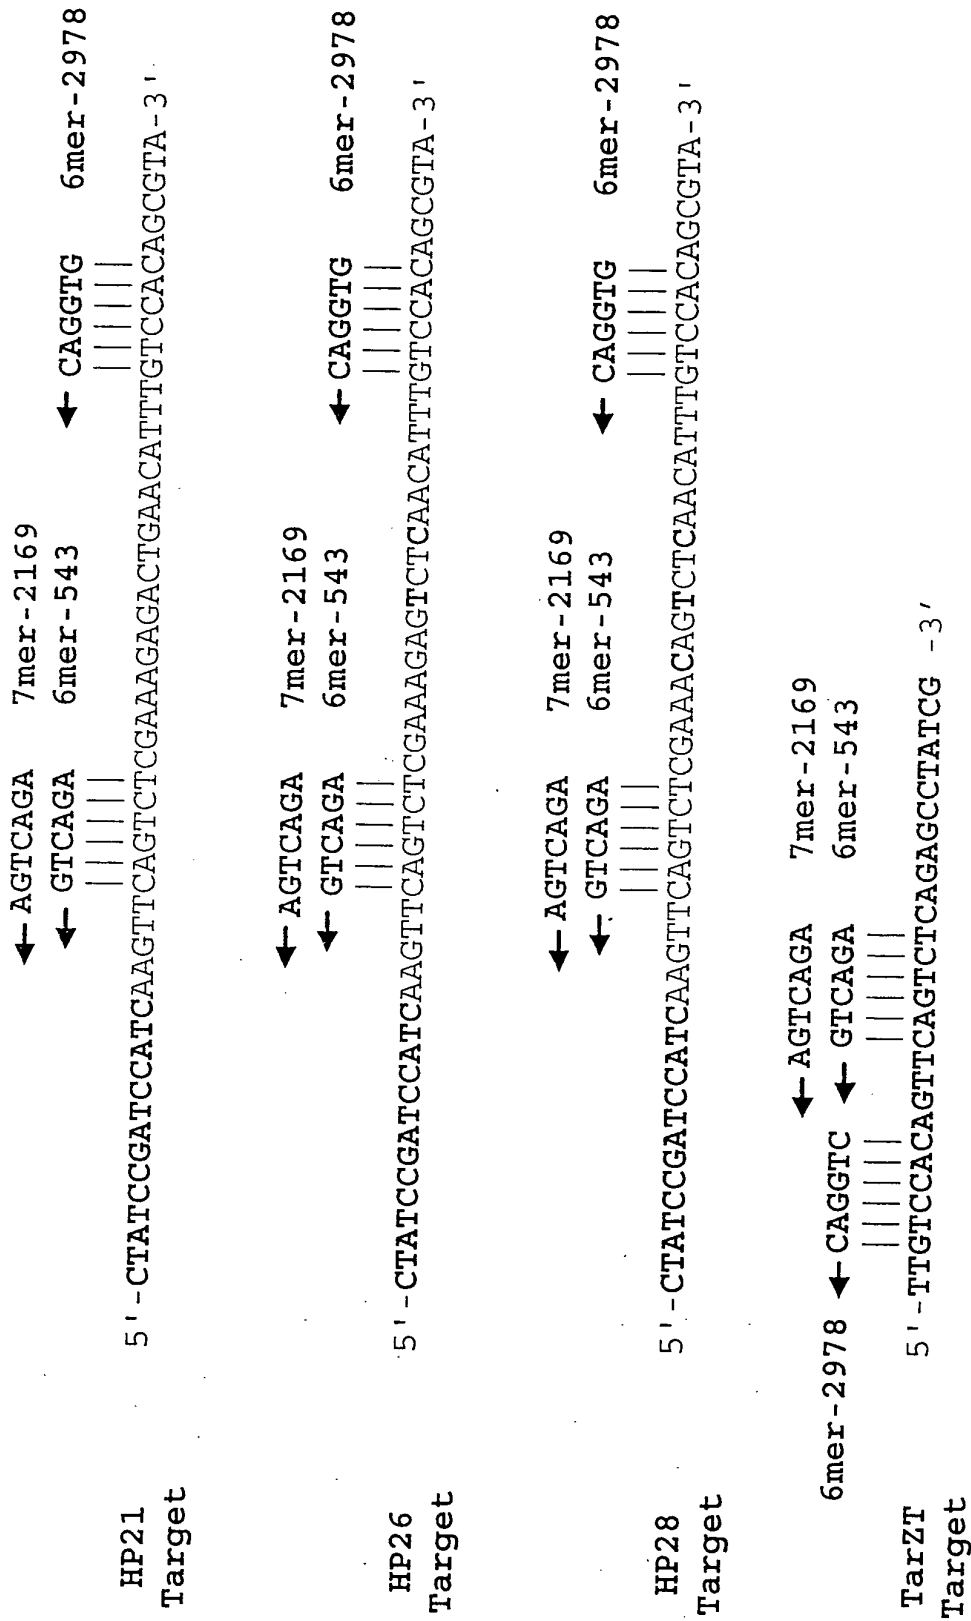 AGTCAGA 7mer-2169
GTCAGA 6mer-543 CAGGTG 6mer-2978
HP21 5'-CTATCCGATCCATCAAGTTCAGTCTCGAAAGAGACTGAACATTTGTCCACAGCGTA-3'
Target
AGTCAGA 7mer-2169
GTCAGA 6mer-543 CAGGTG 6mer-2978
HP26 5'-CTATCCGATCCATCAAGTTCAGTCTCGAAAGAGTCTCAACATTTGTCCACAGCGTA-3'
Target
AGTCAGA 7mer-2169
GTCAGA 6mer-543 CAGGTG 6mer-2978
HP28 5'-CTATCCGATCCATCAAGTTCAGTCTCGAAACAGTCTCAACATTTGTCCACAGCGTA-3'
Target
AGTCAGA 7mer-2169
6mer-2978 CAGGTC GTCAGA 6mer-543
TarZT 5'-TTGTCCACAGTTCAGTCTCAGAGCCTATCG -3'
Target